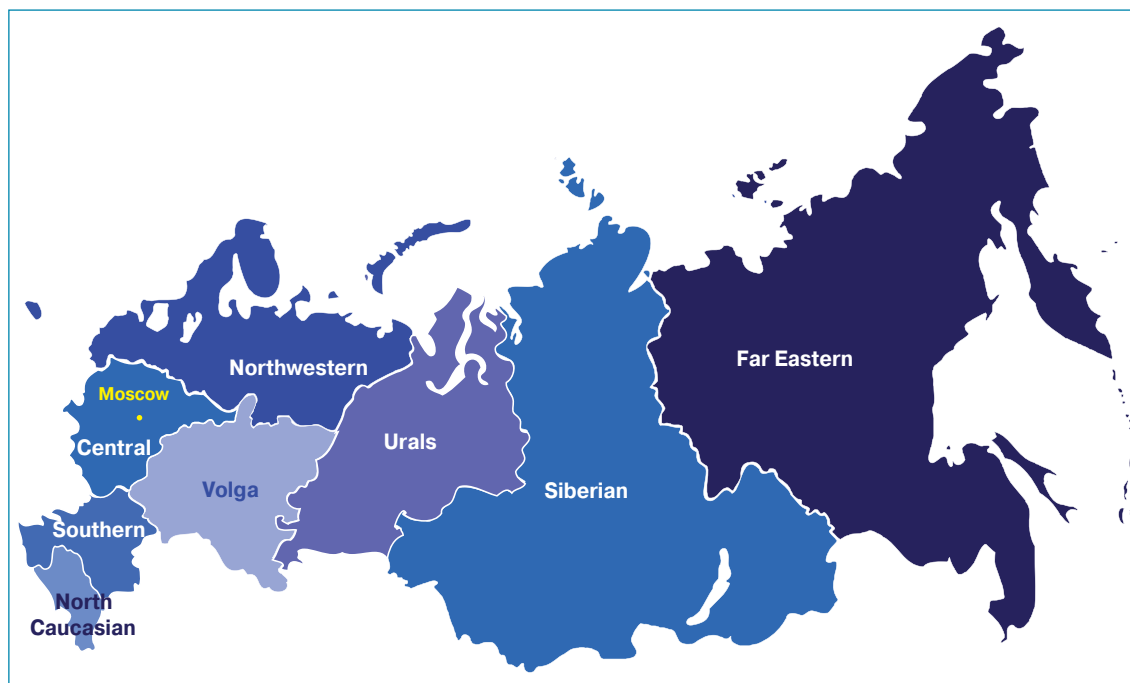 Northwestern
Far Eastern
Moscow
Central
Urals
Volga
Siberian
Southern
North
Caucasian